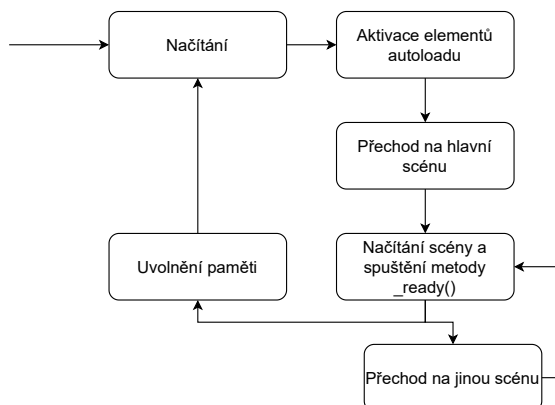 Načítání
Aktivace elementů
autoloadu
Přechod na hlavní
scénu
Uvolnění paměti
Načítání scény a
spuštění metody
_ready()
Přechod na jinou scénu